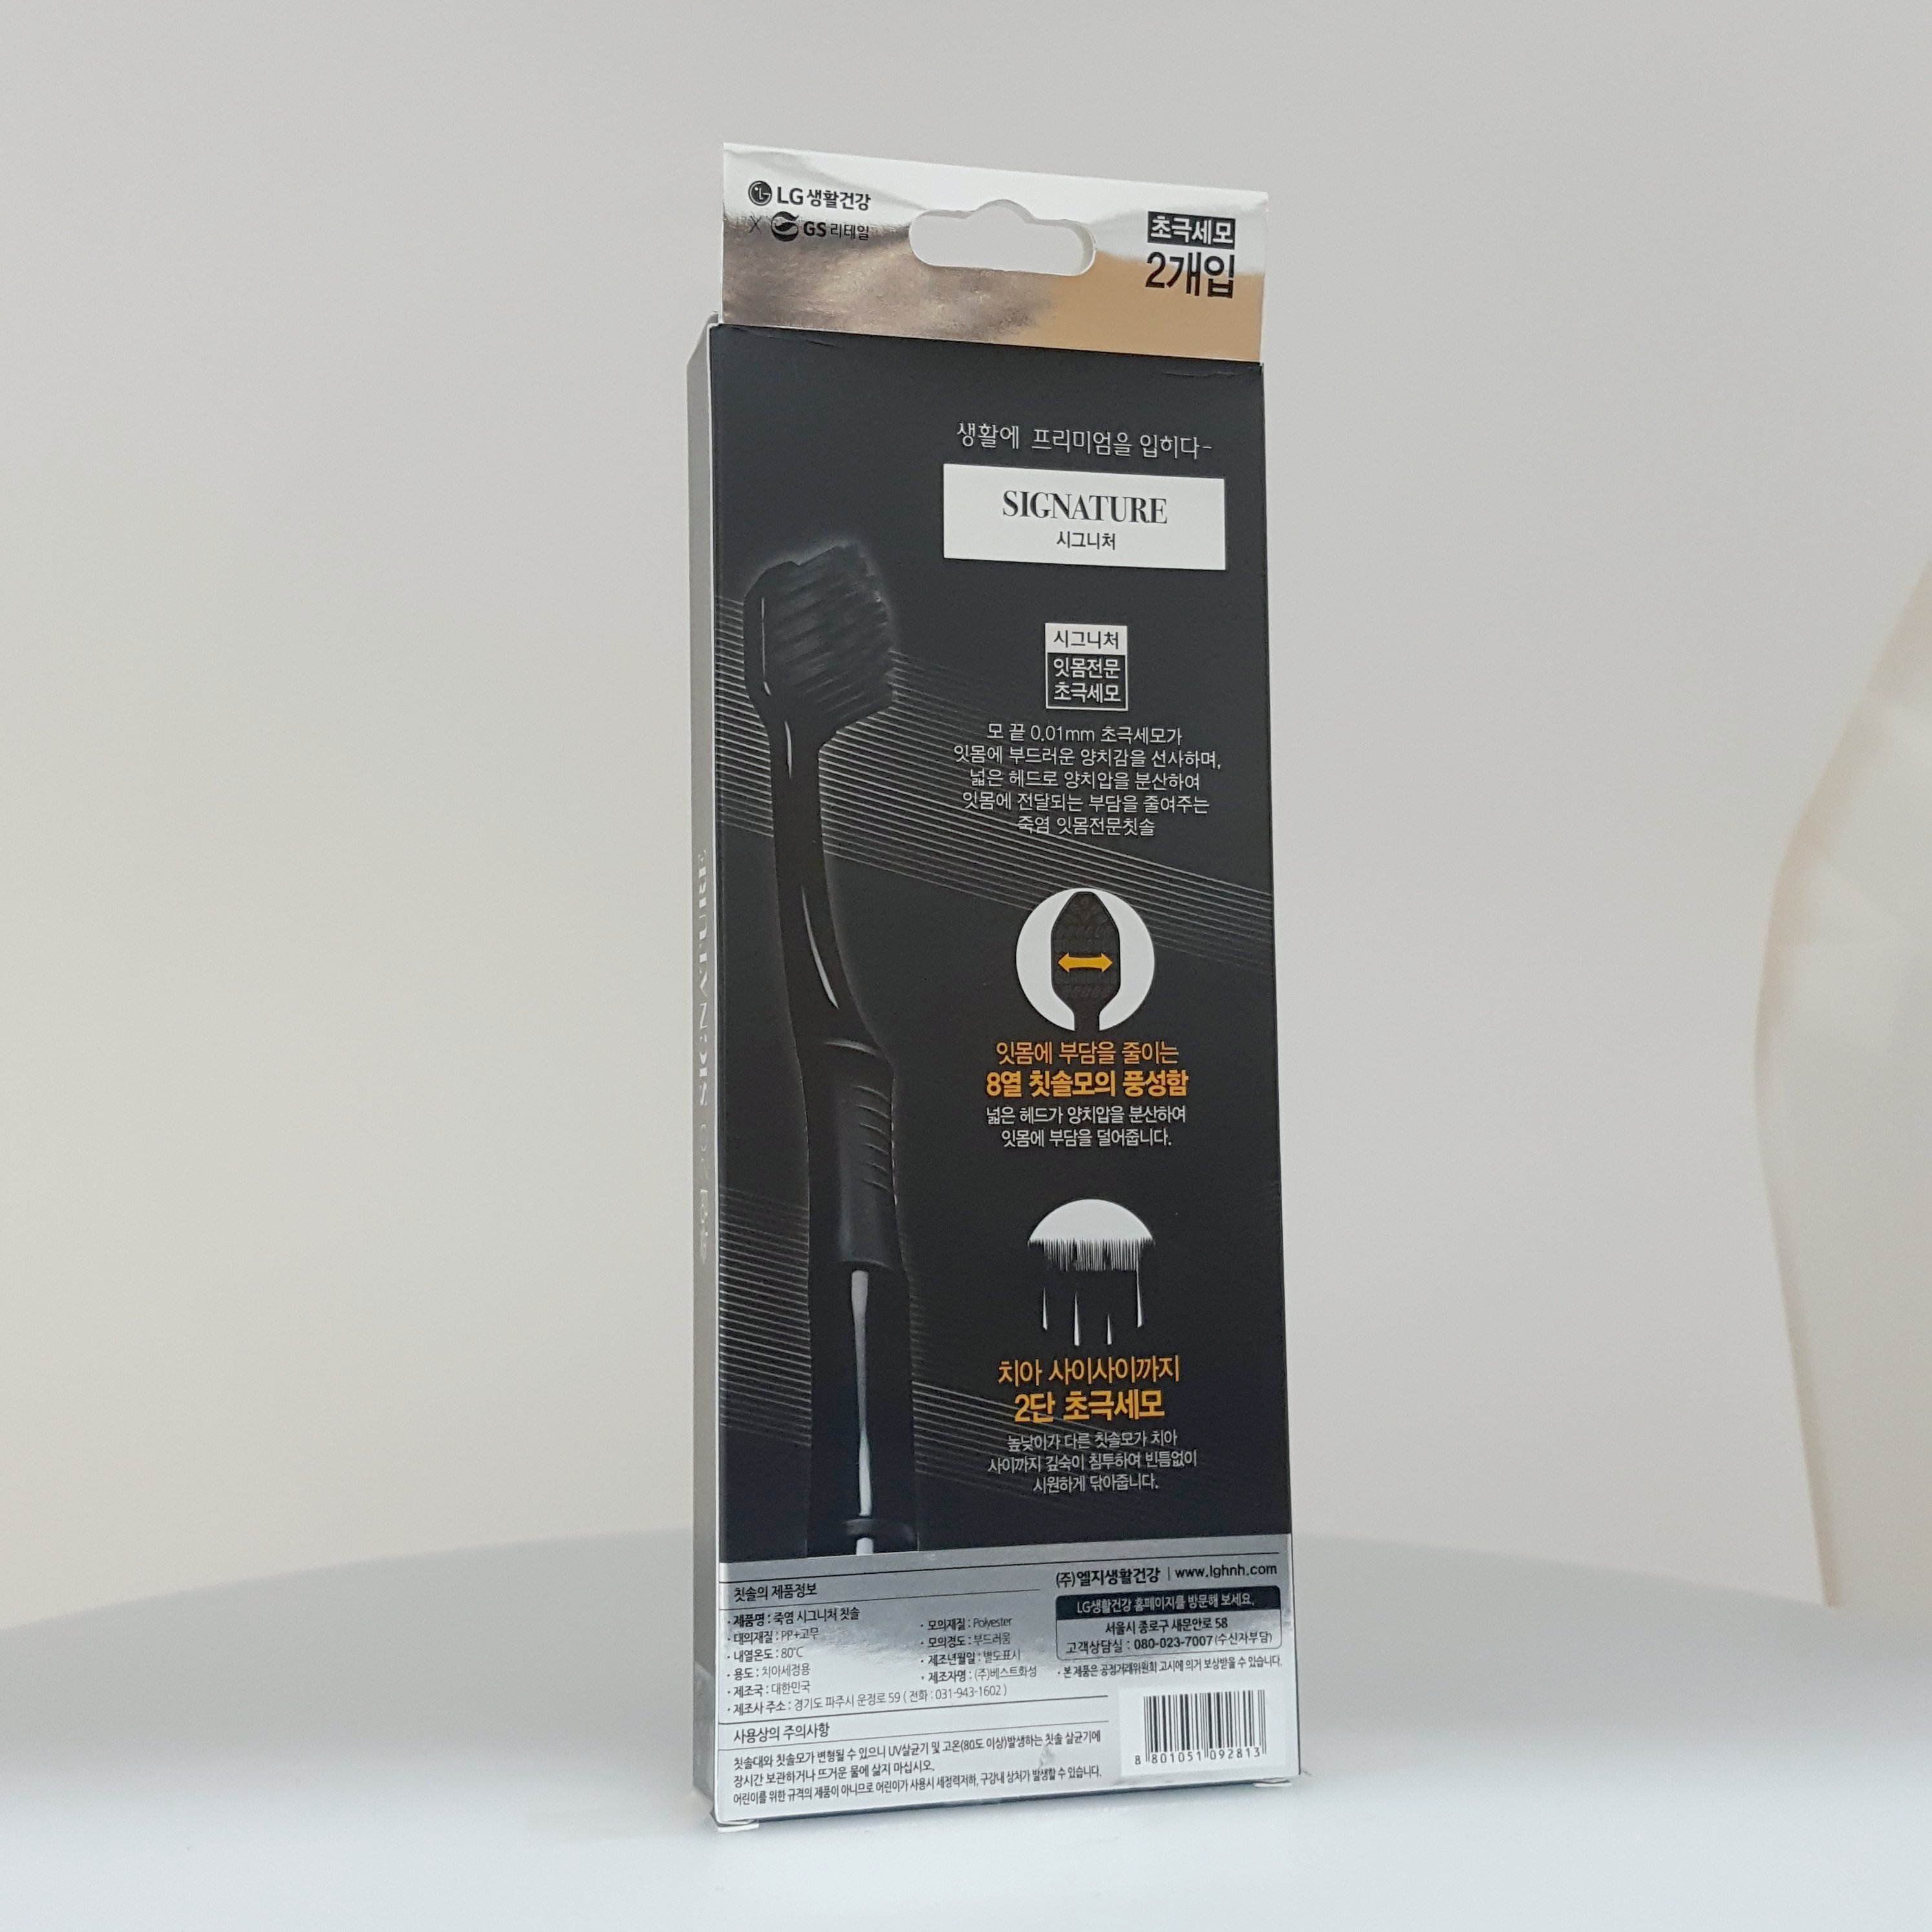 LG 생활건강
X GS 리테일
초극세모
2개입
생활에 프리미엄을 입히다-
SIGNATURE
시그니처
시그니처
잇몸전문
초극세모
모 끝 0.01mm 초극세모가
잇몸에 부드러운 양치감을 선사하며,
넓은 헤드로 양치압을 분산하여
잇몸에 전달되는 부담을 줄여주는
죽염 잇몸전문칫솔
잇몸에 부담을 줄이는
8열 칫솔모의 풍성함
넓은 헤드가 양치압을 분산하여
잇몸에 부담을 덜어줍니다.
치아 사이사이까지
2단 초극세모
높낮이가 다른 칫솔모가 치아
사이까지 깊숙이 침투하여 빈틈없이
시원하게 닦아줍니다.
SIGNATURE
칫솔의 제품정보
· 제품명 : 죽염 시그니처 칫솔
· 대의재질 : PP+고무
· 내열온도 : 80℃
· 용도 : 치아세정용
· 제조국 : 대한민국
· 제조사 주소 : 경기도 파주시 운정로 59 ( 전화 : 031-943-1602 )
· 모의재질 : Polyester
· 모의경도 : 부드러움
· 제조년월일 : 별도표시
· 제조자명 : (주)베스트화성
(주)엘지생활건강 | www.lghnh.com
LG생활건강 홈페이지를 방문해 보세요.
서울시 종로구 새문안로 58
고객상담실 : 080-023-7007(수신자부담)
· 본 제품은 공정거래위원회 고시에 의거 보상받을 수 있습니다.
사용상의 주의사항
칫솔대와 칫솔모가 변형될 수 있으니 UV살균기 및 고온(80도 이상)발생하는 칫솔 살균기에
장시간 보관하거나 뜨거운 물에 삶지 마십시오.
어린이를 위한 규격의 제품이 아니므로 어린이가 사용시 세정력저하, 구강내 상처가 발생할 수 있습니다.
8 801051 092813